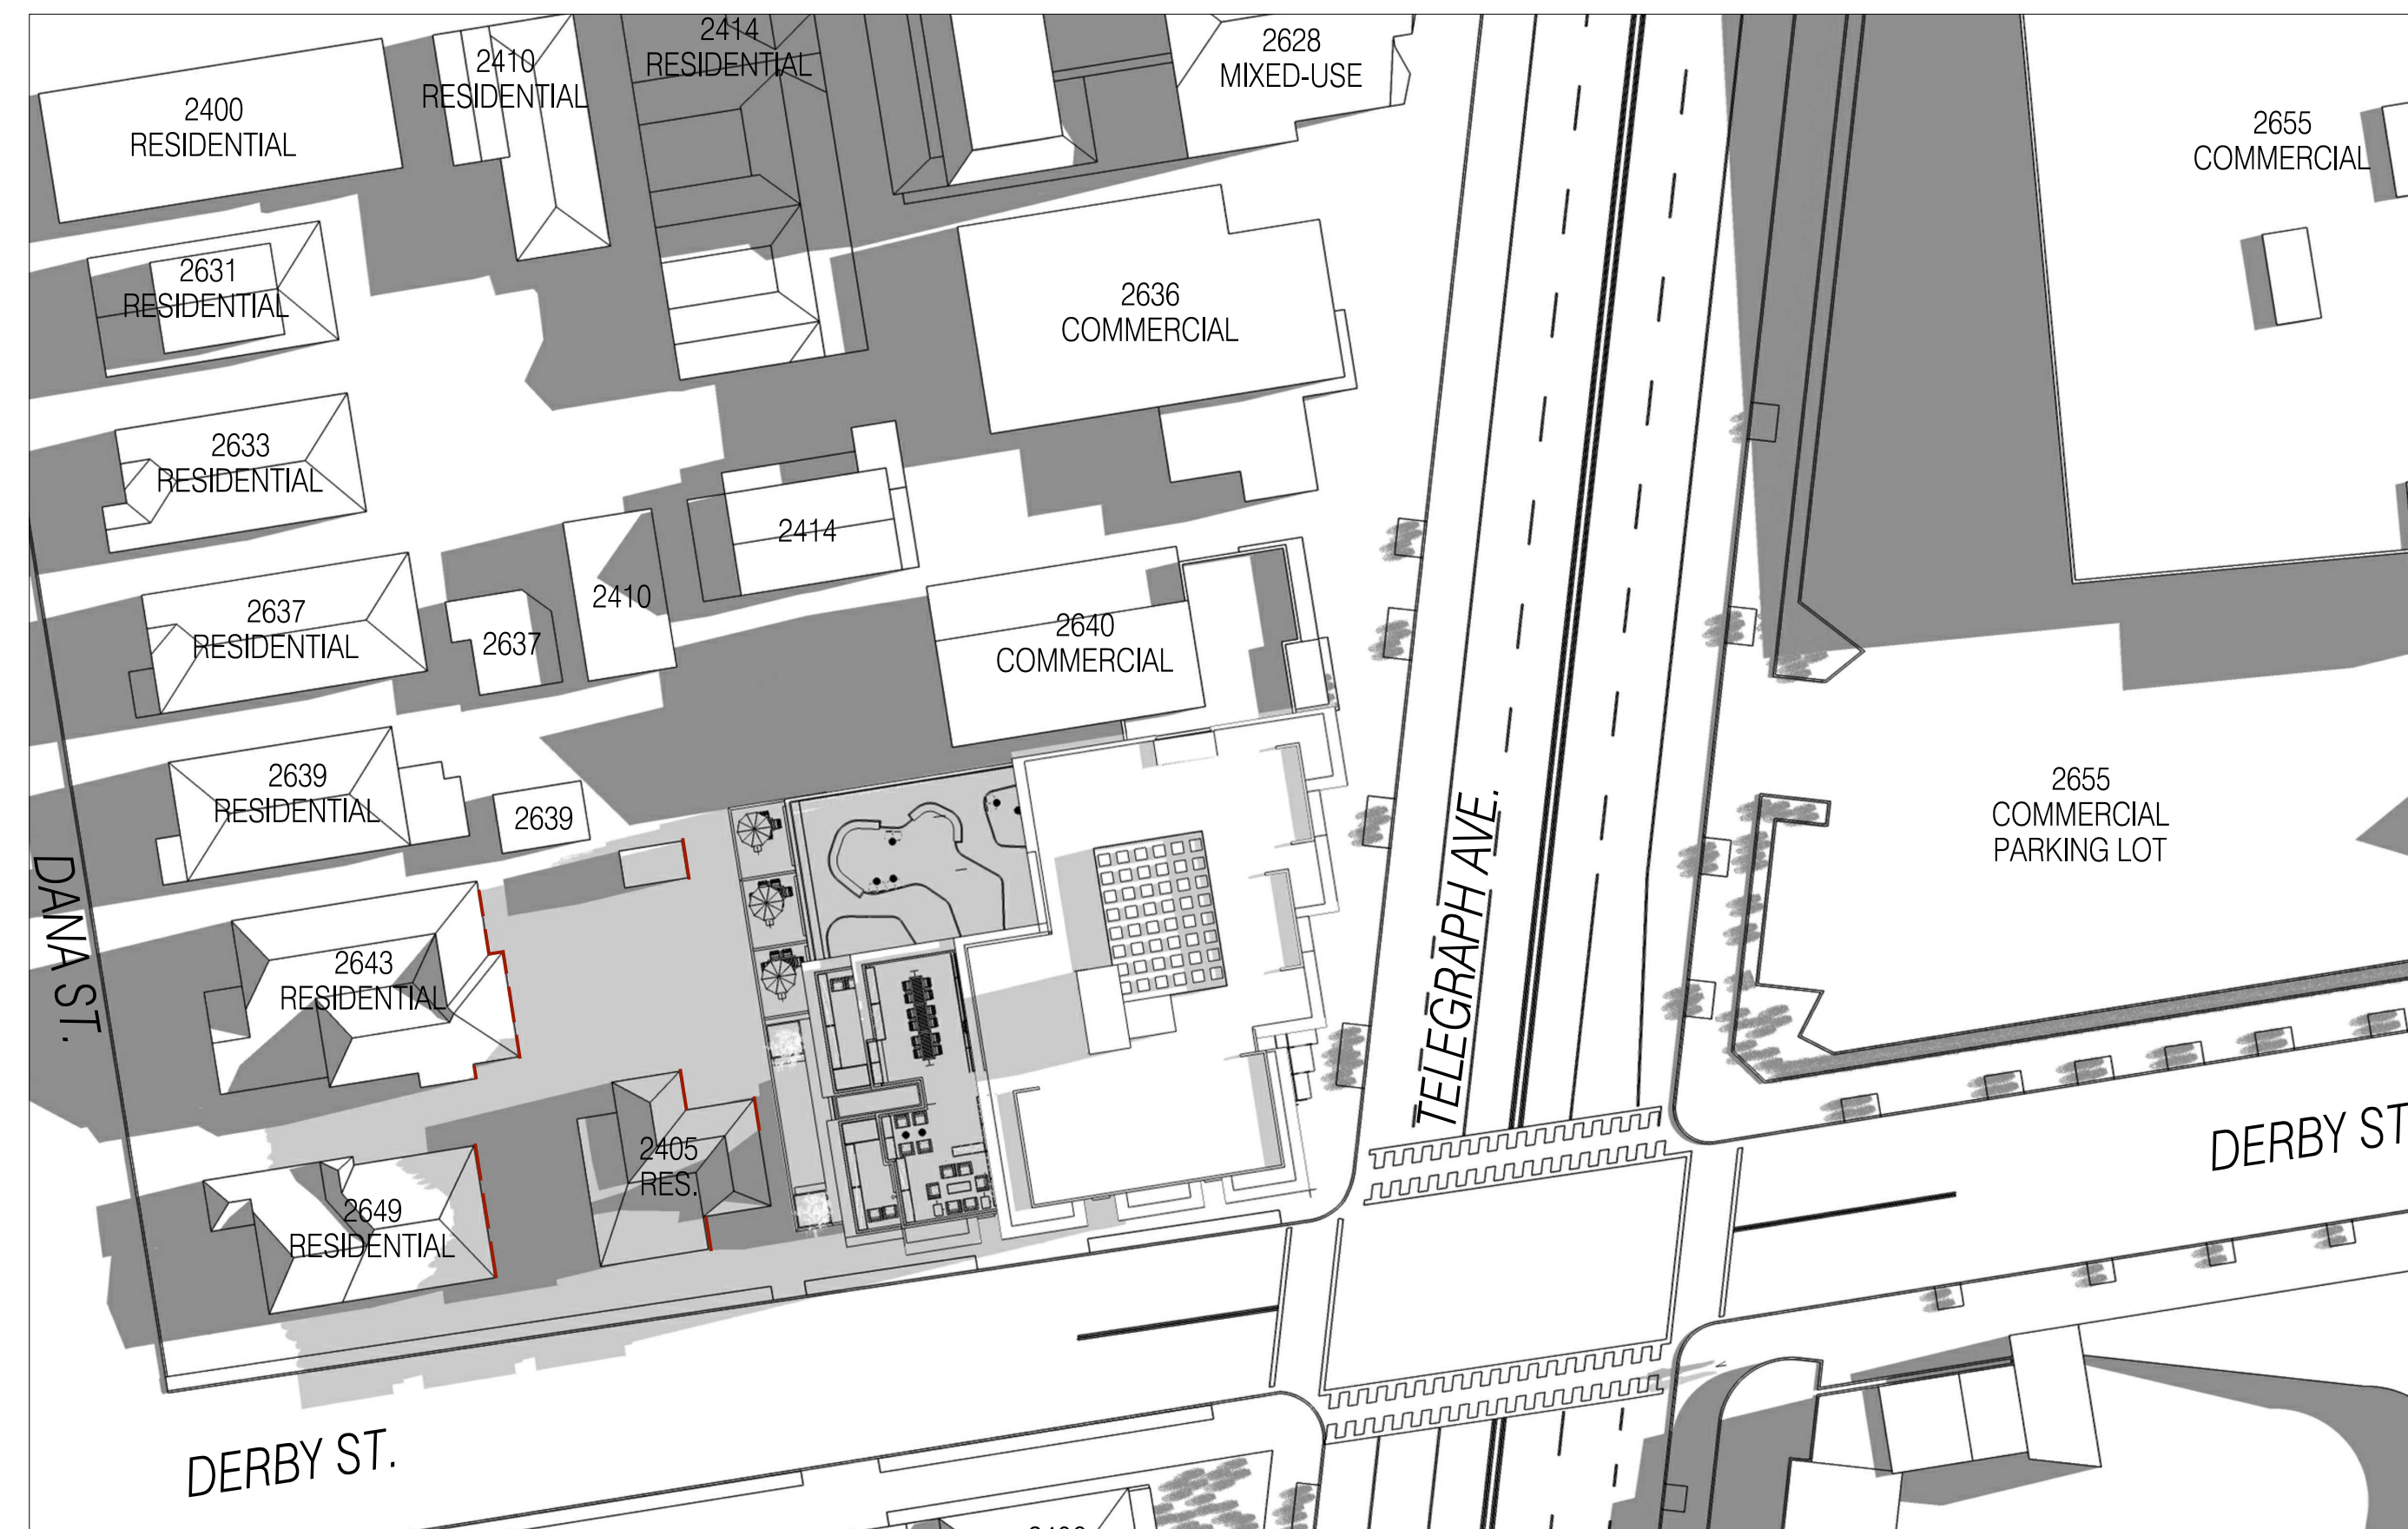 2414
RESIDENTIAL
2410
RESIDENTIAL
2628
MIXED-USE
2400
RESIDENTIAL
2655
COMMERCIAL
2631
RESIDENTIAL
2636
COMMERCIAL
2633
RESIDENTIAL
2414
2410
2637
RESIDENTIAL
2637
2640
COMMERCIAL
2639
RESIDENTIAL
2639
2655
COMMERCIAL
PARKING LOT
TELEGRAPH AVE.
DANA ST.
2643
RESIDENTIAL
2405
RES.
2649
RESIDENTIAL
DERBY ST
DERBY ST.